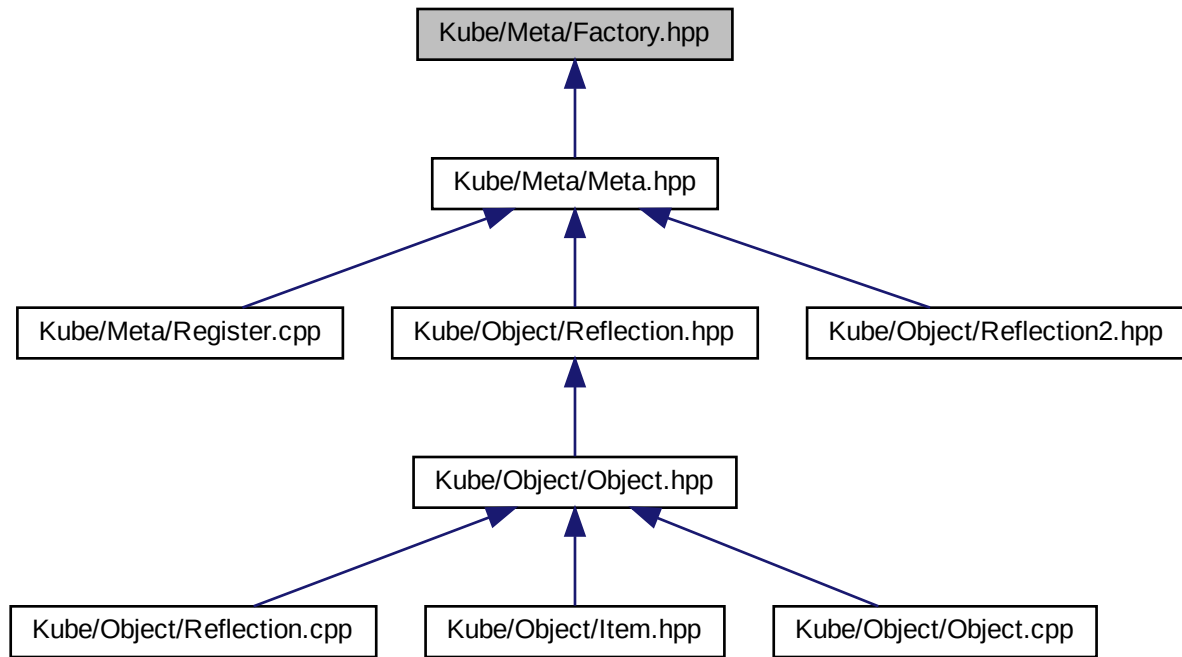 Kube/Meta/Factory.hpp
Kube/Meta/Meta.hpp
Kube/Meta/Register.cpp
Kube/Object/Reflection.hpp
Kube/Object/Reflection2.hpp
Kube/Object/Object.hpp
Kube/Object/Reflection.cpp
Kube/Object/Item.hpp
Kube/Object/Object.cpp